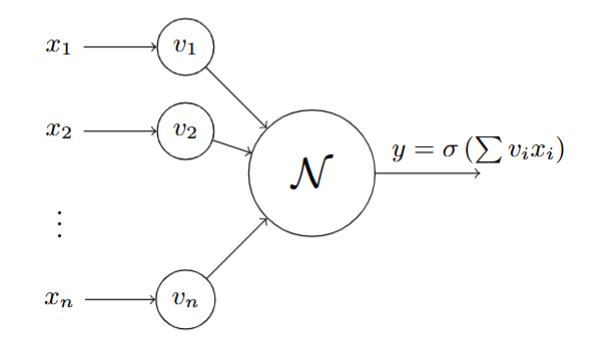 x₁ v₁
x₂ v₂
𝒩
y = σ (∑ vᵢxᵢ)
⋮
xₙ vₙ